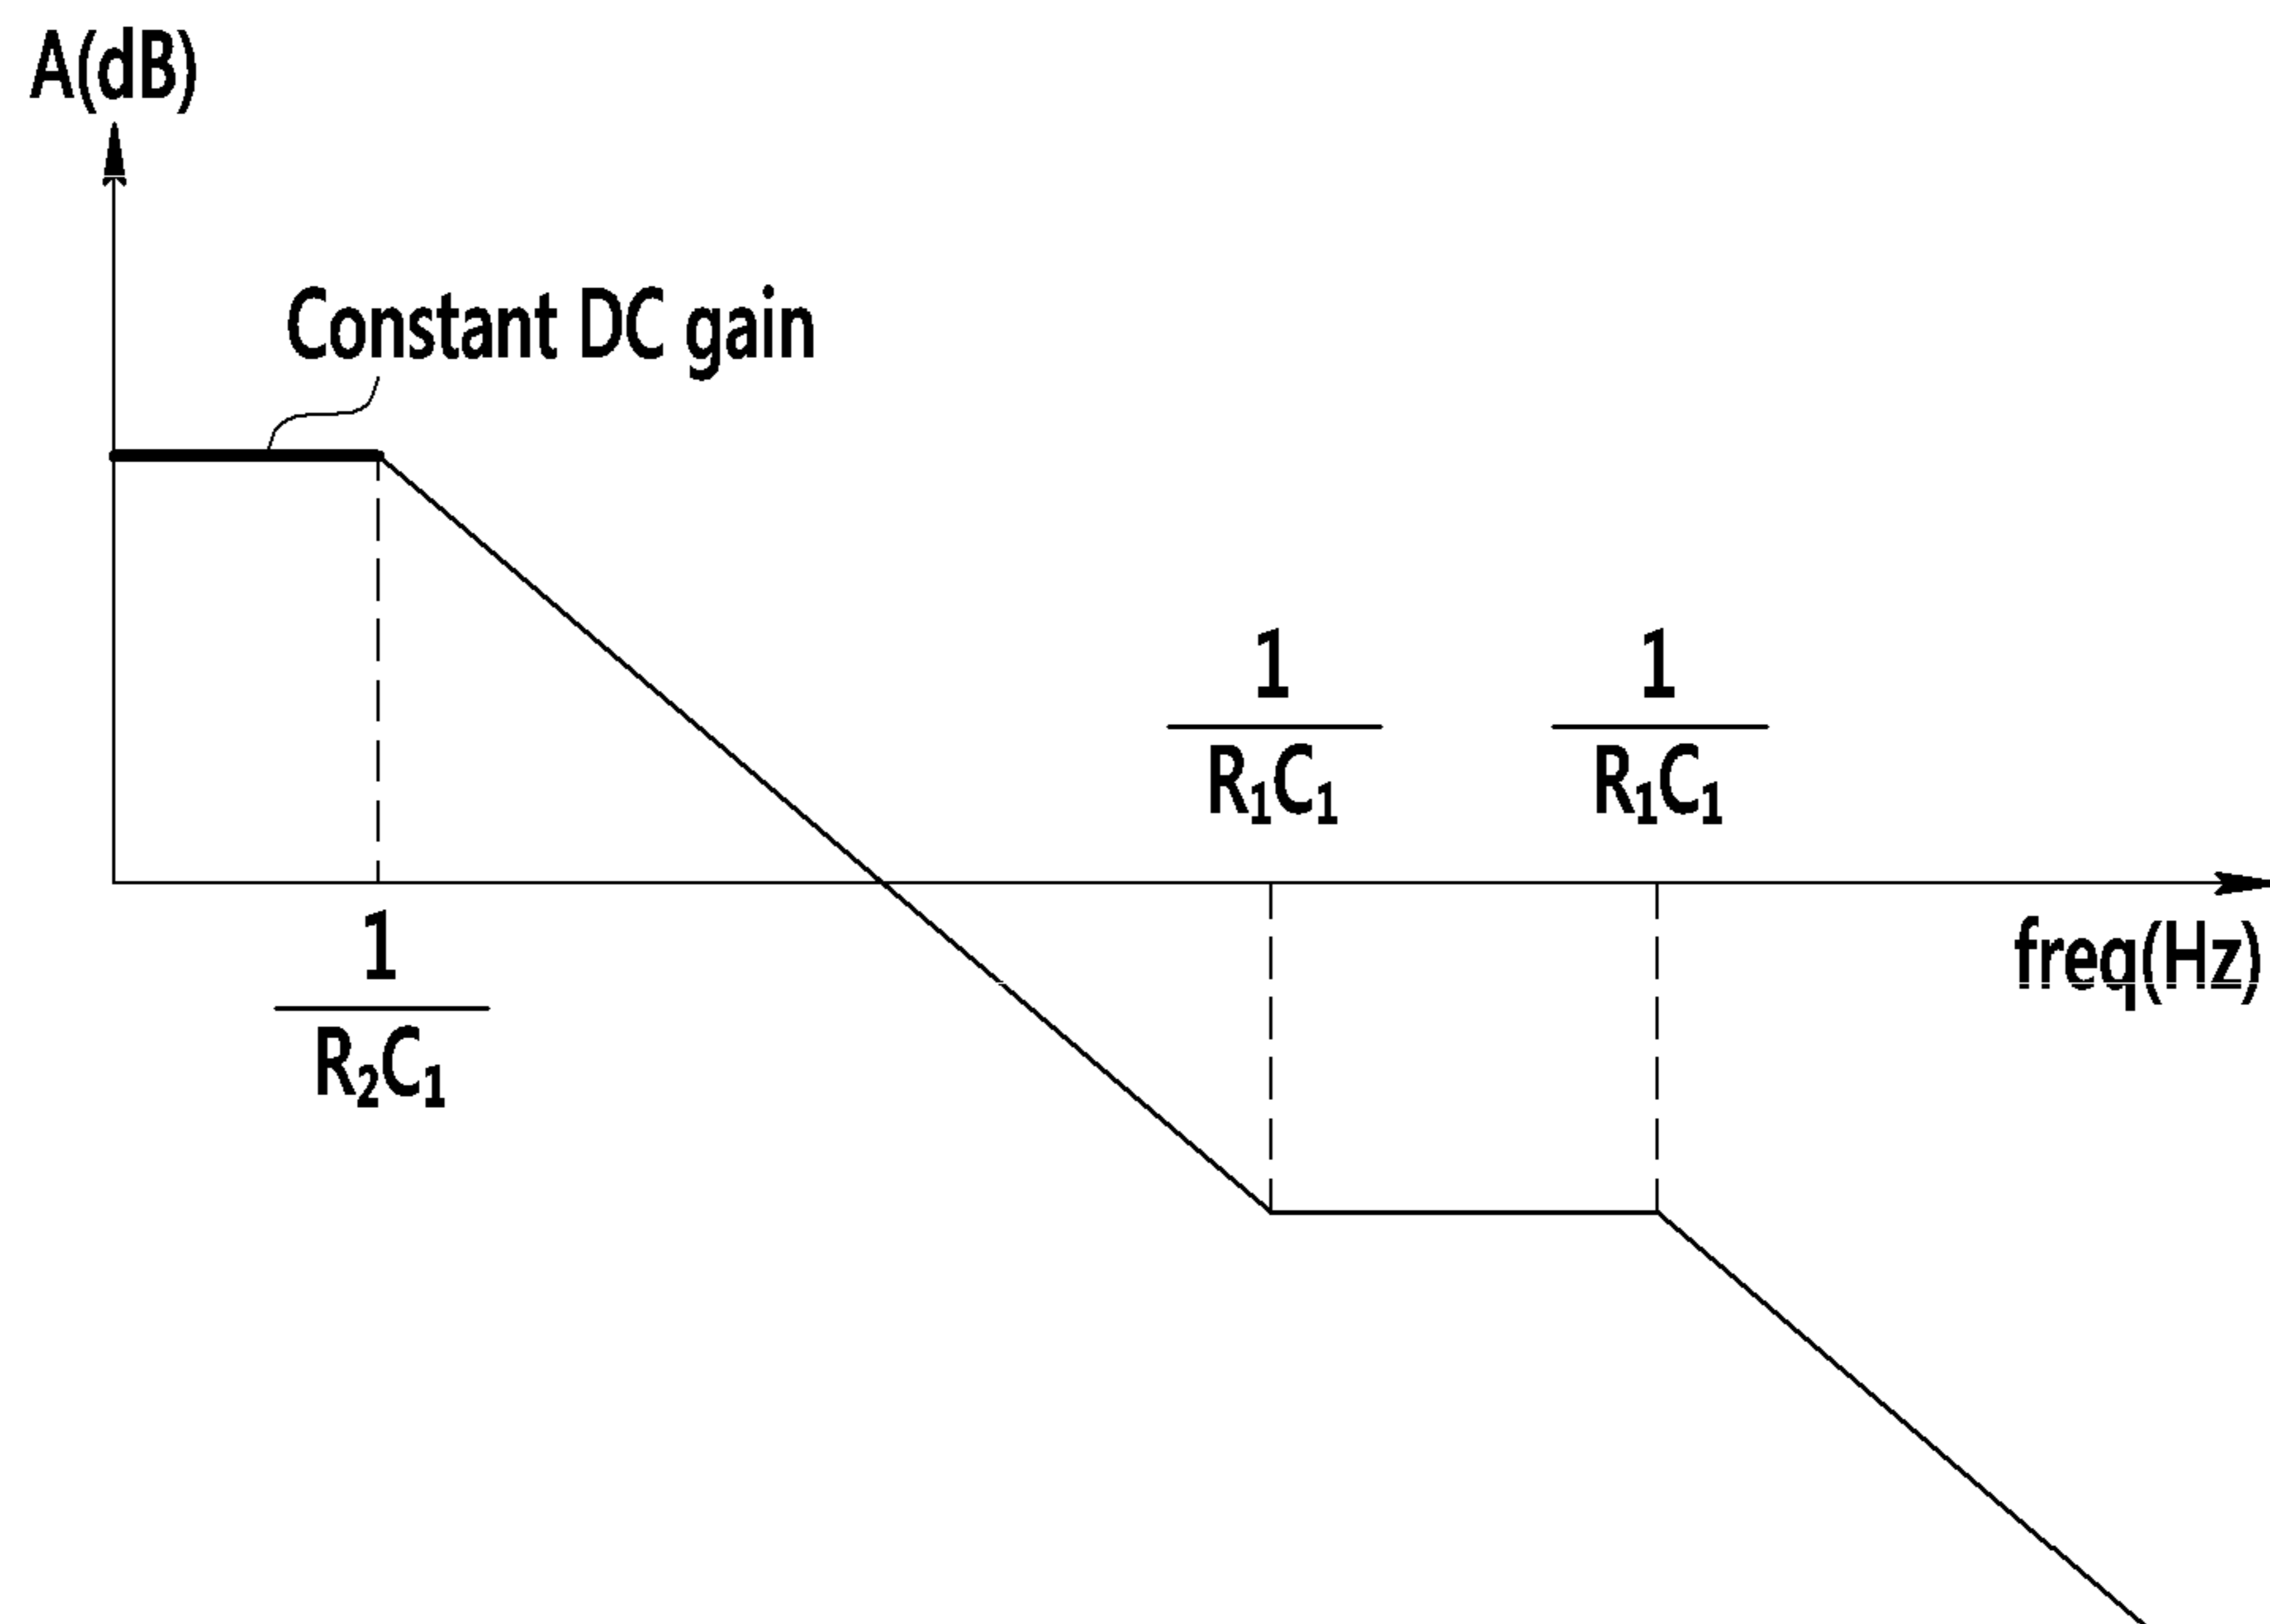 A(dB)
Constant DC gain
1
R₁C₁
1
R₁C₁
freq(Hz)
1
R₂C₁